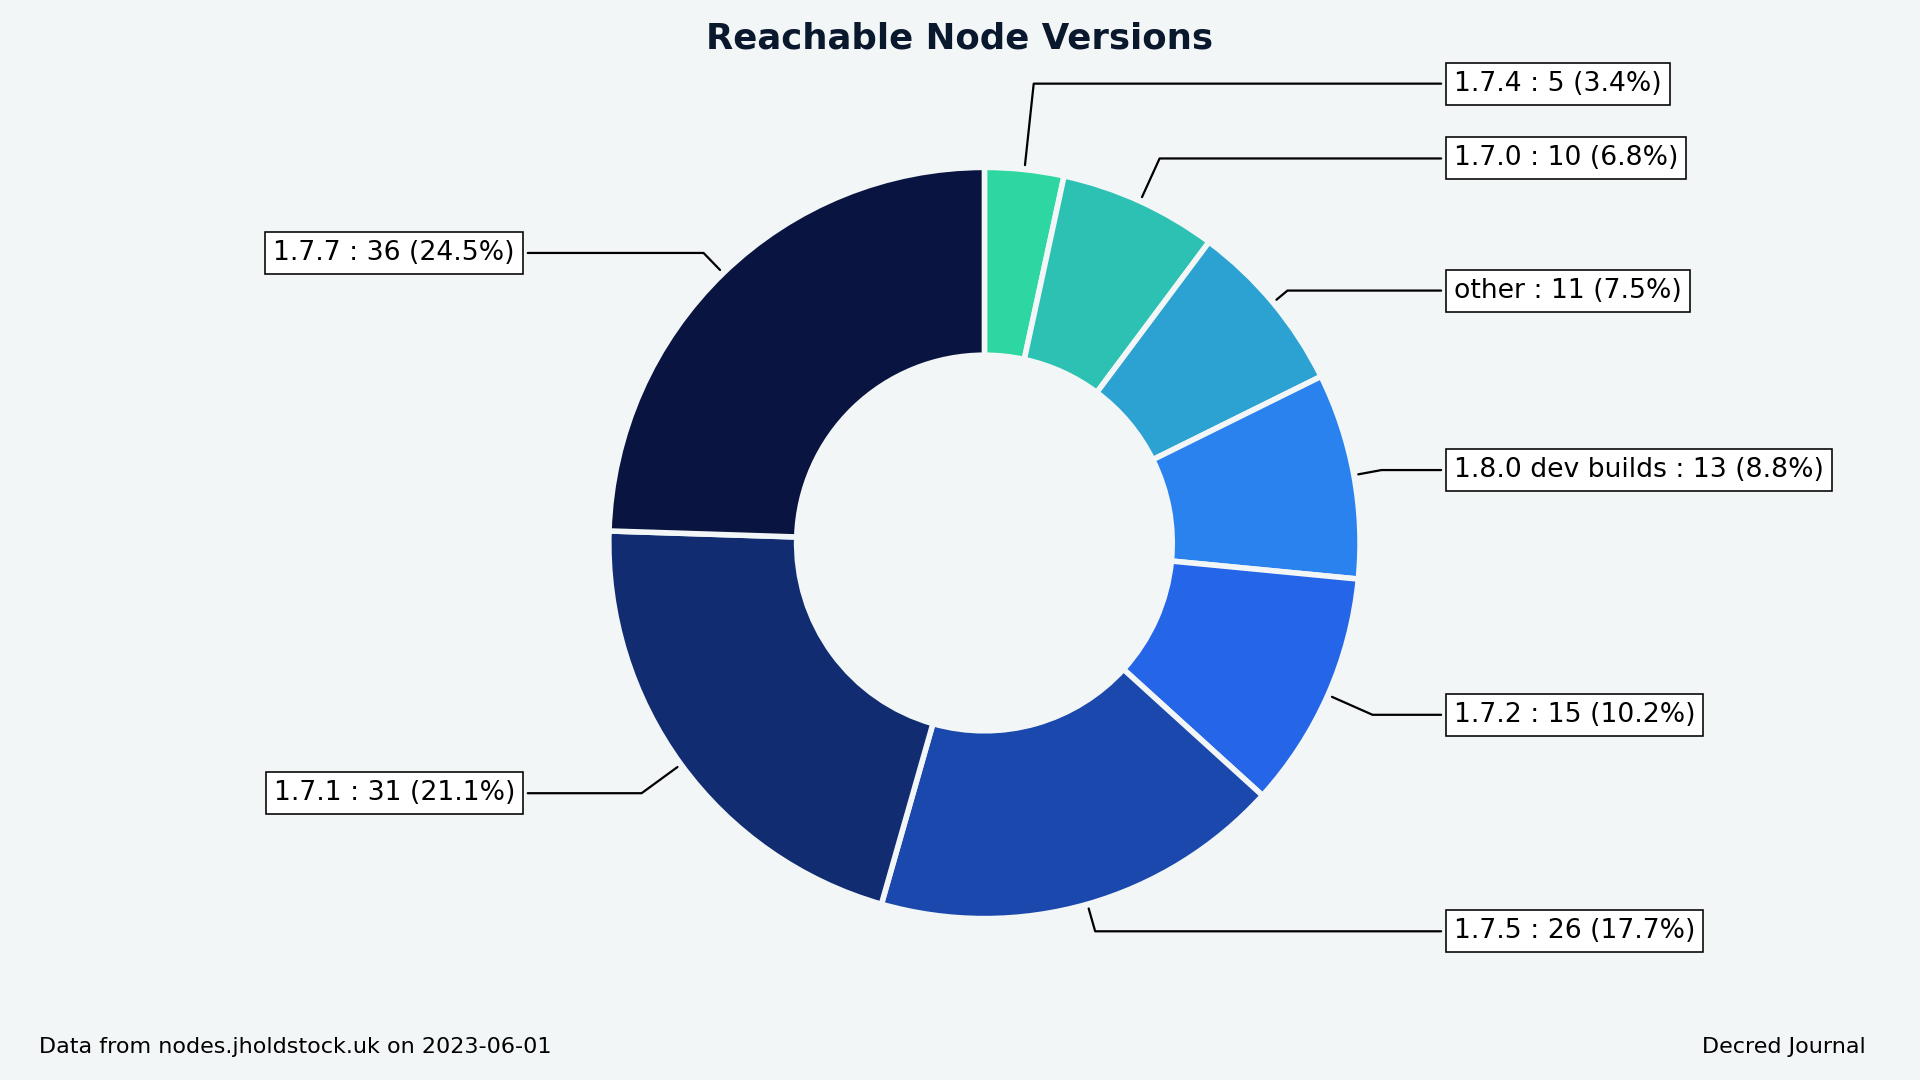 Reachable Node Versions
1.7.4 : 5 (3.4%)
1.7.0 : 10 (6.8%)
1.7.7 : 36 (24.5%)
other : 11 (7.5%)
1.8.0 dev builds : 13 (8.8%)
1.7.2 : 15 (10.2%)
1.7.1 : 31 (21.1%)
1.7.5 : 26 (17.7%)
Data from nodes.jholdstock.uk on 2023-06-01
Decred Journal